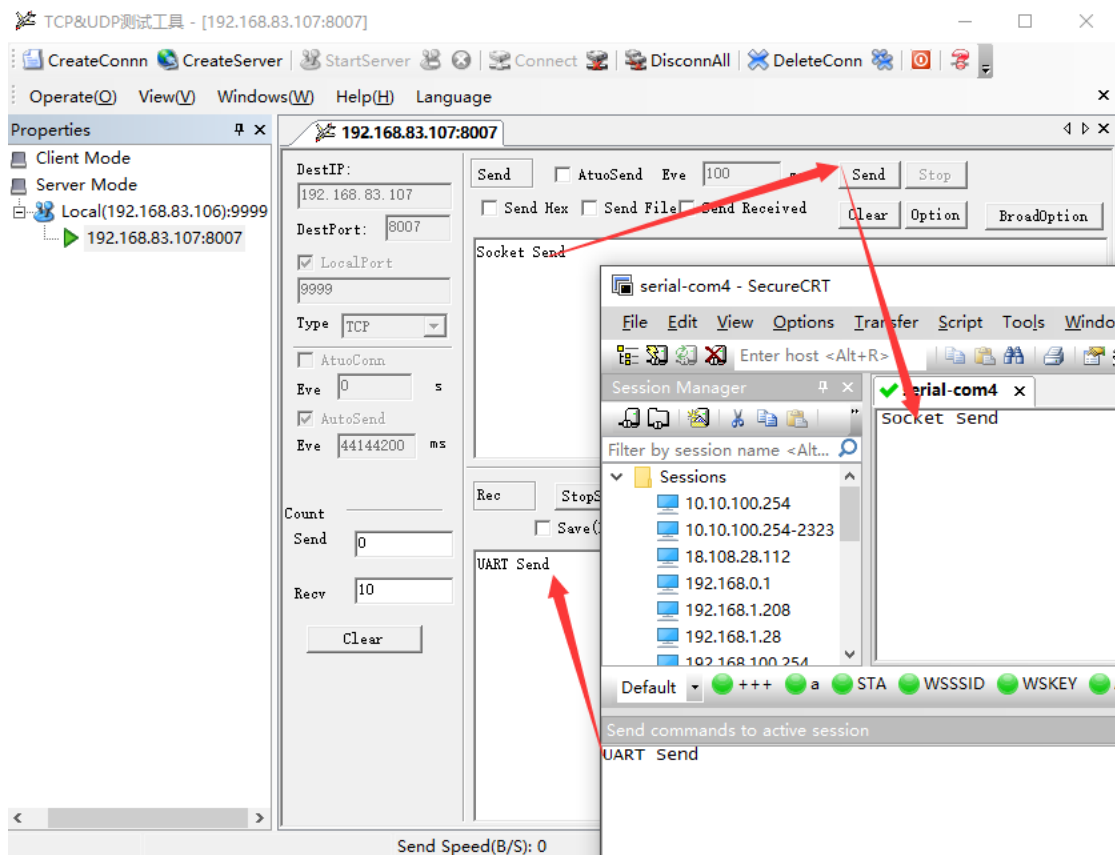 TCP&UDP测试工具 - [192.168.83.107:8007]
CreateConnn CreateServer StartServer Connect DisconnAll DeleteConn
Operate(O) View(V) Windows(W) Help(H) Language
Properties
Client Mode
Server Mode
Local(192.168.83.106):9999
192.168.83.107:8007
192.168.83.107:8007
DestIP:
192.168.83.107
DestPort: 8007
LocalPort
9999
Type TCP
AtuoConn
Eve 0 s
AutoSend
Eve 44144200 ms
Count
Send 0
Recv 10
Clear
Send AtuoSend Eve 100 Send Stop
Send Hex Send File Send Received Clear Option BroadOption
Socket Send
Rec
UART Send
Send Speed(B/S): 0
serial-com4 - SecureCRT
File Edit View Options Transfer Script Tools
Enter host <Alt+R>
Session Manager
serial-com4
Socket Send
Filter by session name <Alt...
Sessions
10.10.100.254
10.10.100.254-2323
18.108.28.112
192.168.0.1
192.168.1.208
192.168.1.28
192.168.100.254
Default +++ a STA WSSSID WSKEY
Send commands to active session
UART Send